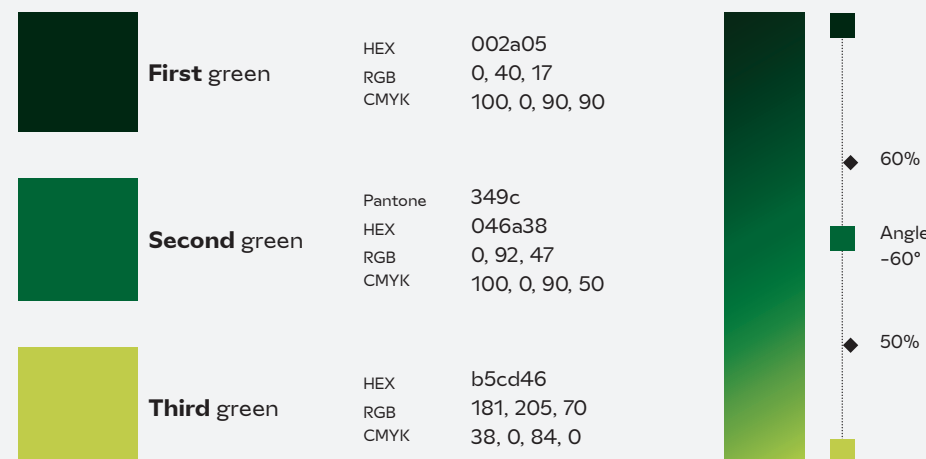 First green
HEX 002a05
RGB 0, 40, 17
CMYK 100, 0, 90, 90
Second green
Pantone 349c
HEX 046a38
RGB 0, 92, 47
CMYK 100, 0, 90, 50
Third green
HEX b5cd46
RGB 181, 205, 70
CMYK 38, 0, 84, 0
60%
Angle
-60°
50%